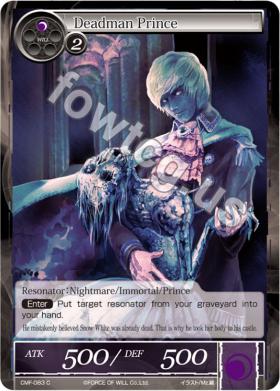 Deadman Prince
WILL
2
fowtcg.us
Resonator:Nightmare/Immortal/Prince
Enter Put target resonator from your graveyard into
your hand.
He mistakenly believed Snow White was already dead. That is why he took her body to his castle.
ATK 500/ DEF 500
CMF-083 C ©FORCE OF WILL Co.,Ltd.